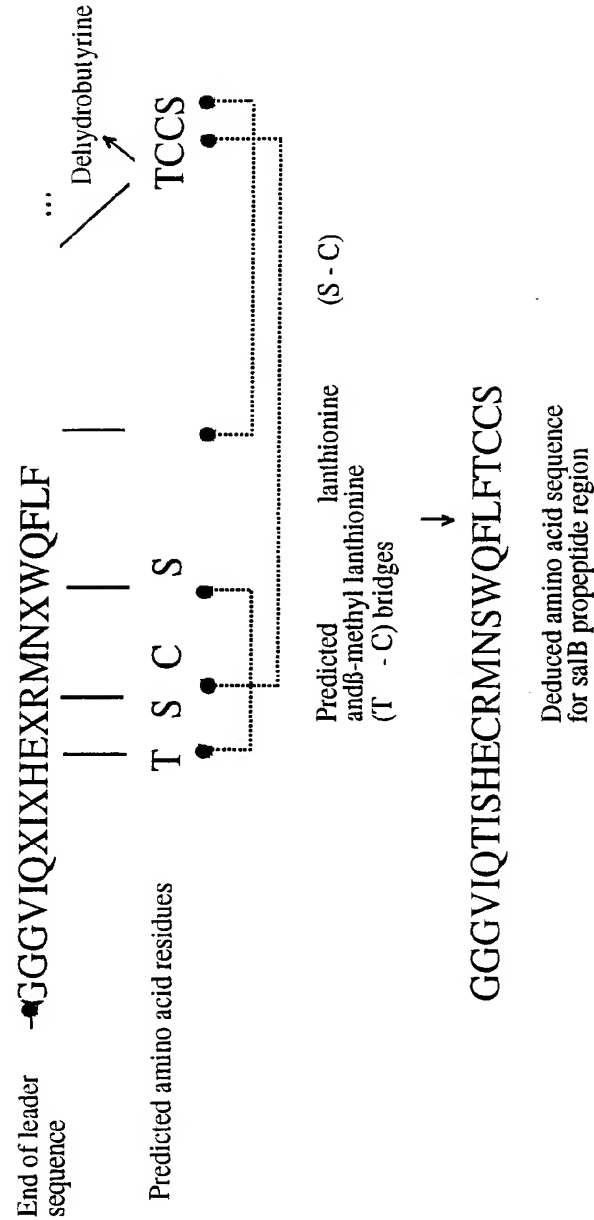 End of leader
sequence
GGGVIQXIXHEXRMNXWQFLF
...
Dehydrobutyrine
Predicted amino acid residues
T S C S TCCS
Predicted lanthionine (S - C)
andβ-methyl lanthionine
(T - C) bridges
GGGVIQTISHECRMNSWQFLFTCCS
Deduced amino acid sequence
for salB propeptide region